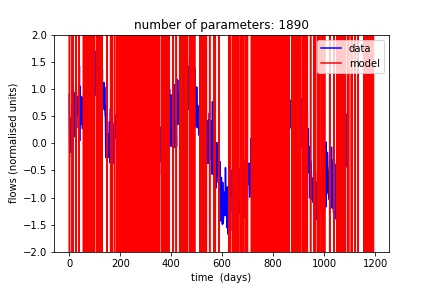 number of parameters: 1890
data
model
flows (normalised units)
2.0
1.5
1.0
0.5
0.0
−0.5
−1.0
−1.5
−2.0
0 200 400 600 800 1000 1200
time (days)